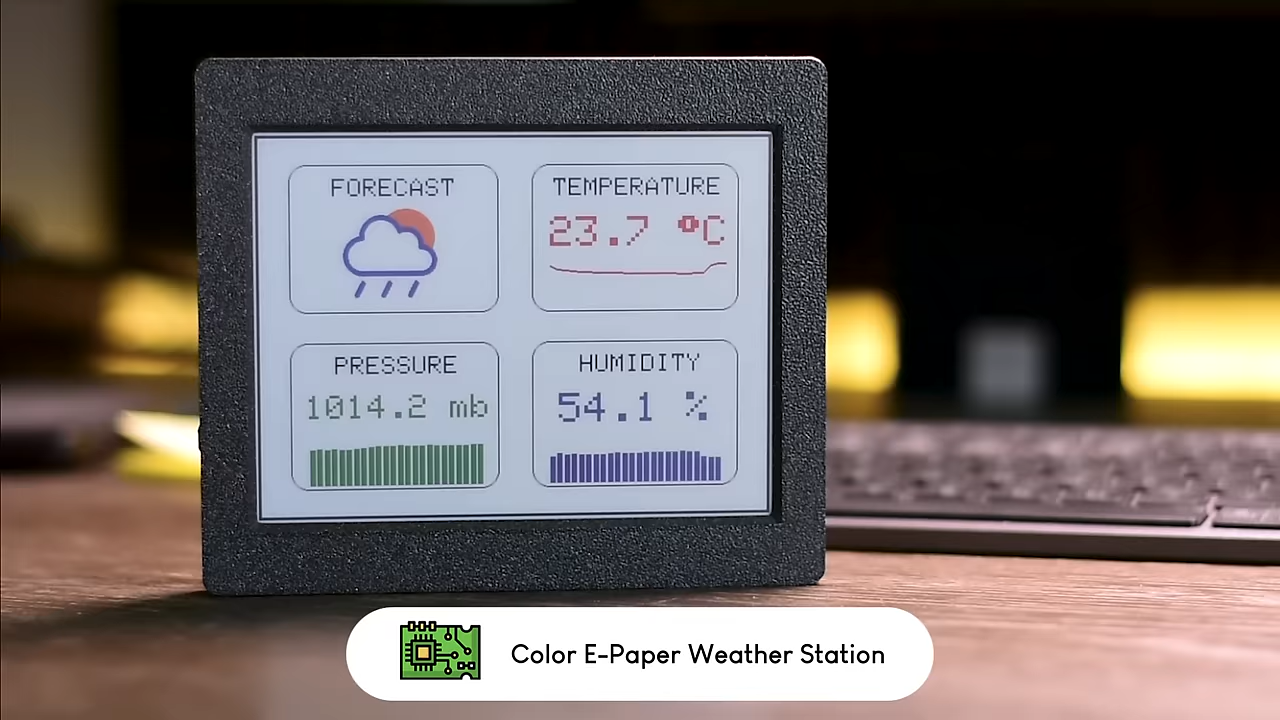 FORECAST
TEMPERATURE
23.7 °C
PRESSURE
1014.2 mb
HUMIDITY
54.1 %
Color E-Paper Weather Station